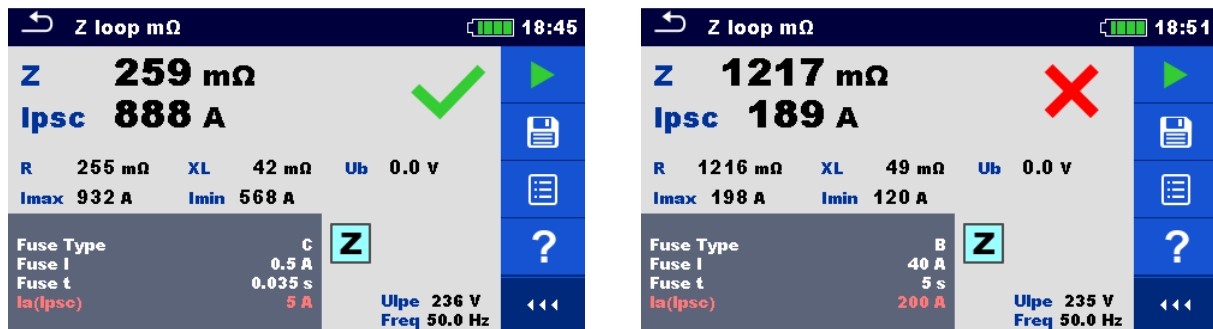 Z loop mΩ 18:45
Z 259 mΩ
Ipsc 888 A
R 255 mΩ XL 42 mΩ Ub 0.0 V
Imax 932 A Imin 568 A
Fuse Type C
Z
Fuse I 0.5 A
Fuse t 0.035 s
Ia(Ipsc) 5 A
Ulpe 236 V
Freq 50.0 Hz
?
Z loop mΩ 18:51
Z 1217 mΩ
Ipsc 189 A
R 1216 mΩ XL 49 mΩ Ub 0.0 V
Imax 198 A Imin 120 A
Fuse Type B
Z
Fuse I 40 A
Fuse t 5 s
Ia(Ipsc) 200 A
Ulpe 235 V
Freq 50.0 Hz
?